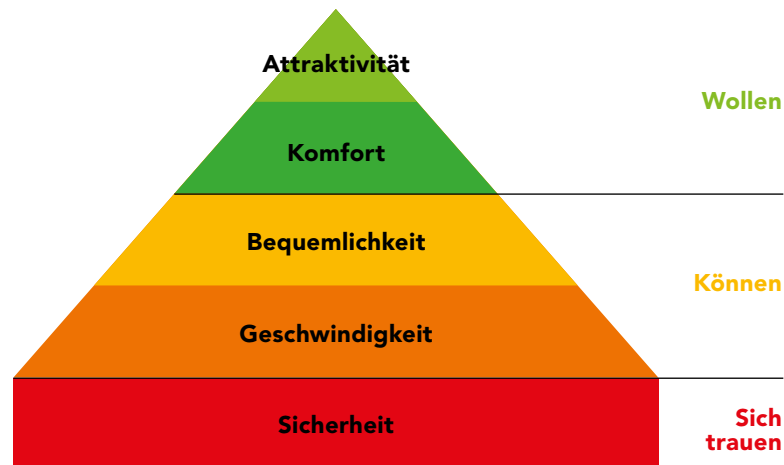 Attraktivität
Wollen
Komfort
Bequemlichkeit
Können
Geschwindigkeit
Sicherheit
Sich
trauen